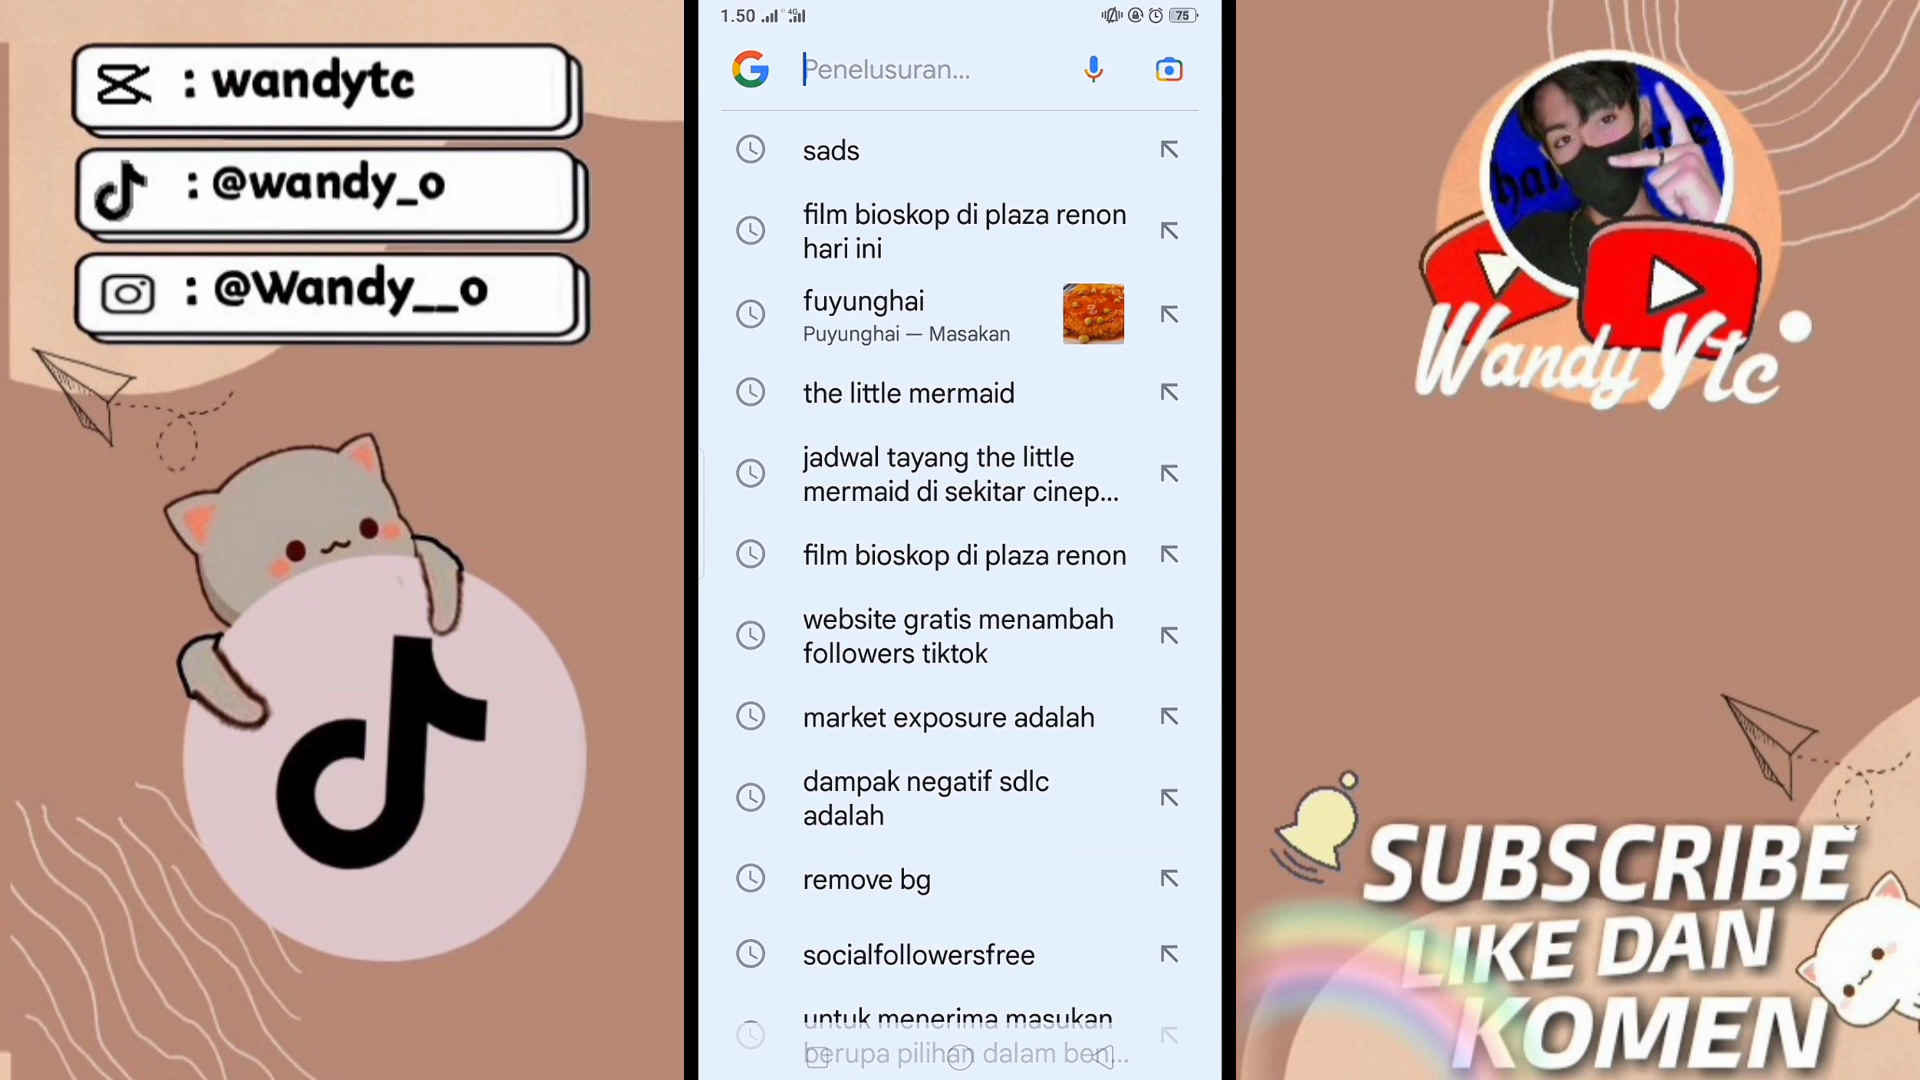 : wandytc
: @wandy_o
: @Wandy__o
1.50
4G
75
Penelusuran...
sads
film bioskop di plaza renon
hari ini
fuyunghai
Puyunghai — Masakan
the little mermaid
jadwal tayang the little
mermaid di sekitar cinep...
film bioskop di plaza renon
website gratis menambah
followers tiktok
market exposure adalah
dampak negatif sdlc
adalah
remove bg
socialfollowersfree
untuk menerima masukan
berupa pilihan dalam ben...
Wandy Ytc
SUBSCRIBE
LIKE DAN
KOMEN